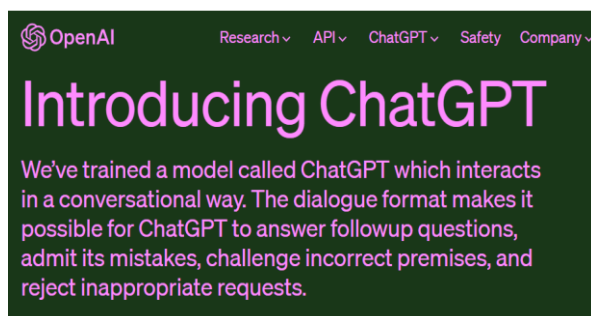 OpenAI Research API ChatGPT Safety Company
Introducing ChatGPT
We've trained a model called ChatGPT which interacts
in a conversational way. The dialogue format makes it
possible for ChatGPT to answer followup questions,
admit its mistakes, challenge incorrect premises, and
reject inappropriate requests.